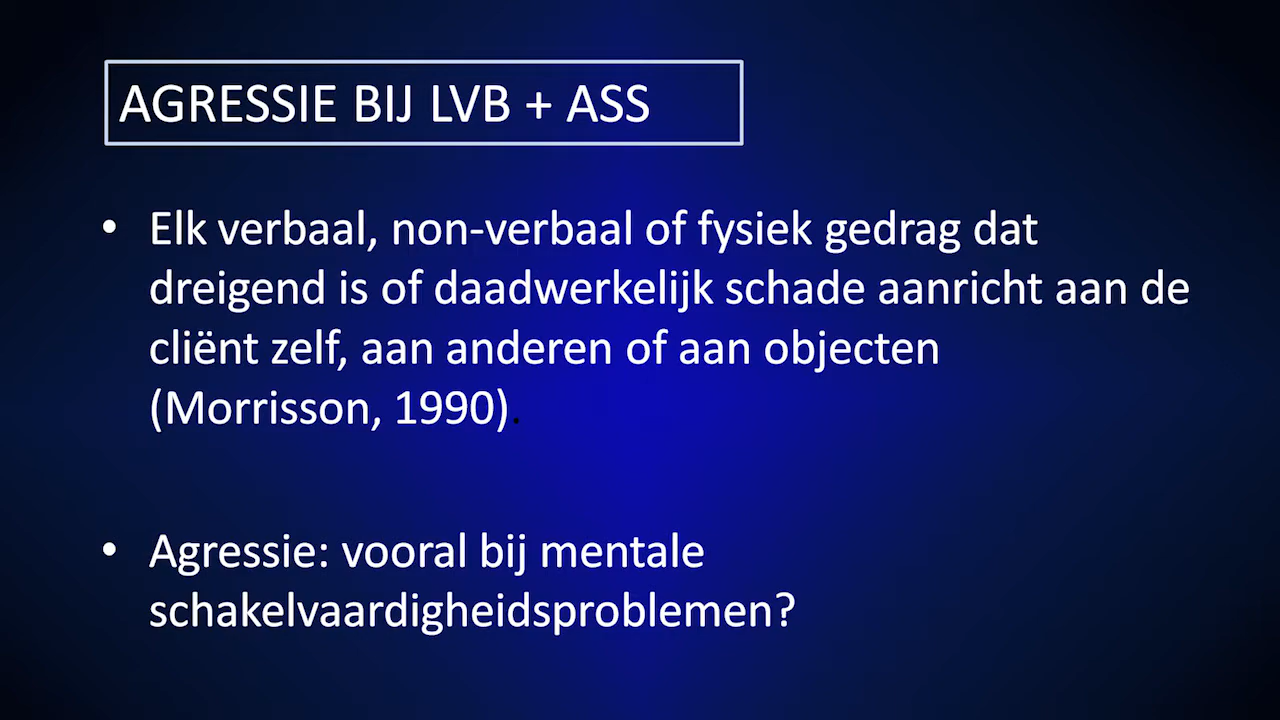 AGRESSIE BIJ LVB + ASS
• Elk verbaal, non-verbaal of fysiek gedrag dat
dreigend is of daadwerkelijk schade aanricht aan de
cliënt zelf, aan anderen of aan objecten
(Morrisson, 1990).
• Agressie: vooral bij mentale
schakelvaardigheidsproblemen?